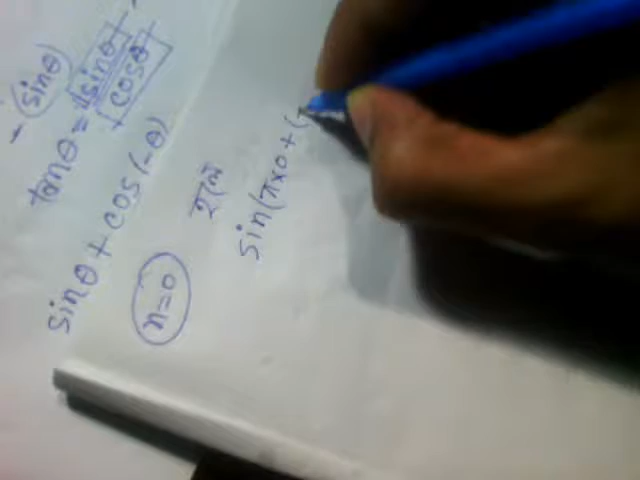 - (sinθ)
tanθ = sinθ / cosθ
sinθ + cos(-θ)
n=0 হলে
sin(π×0+(